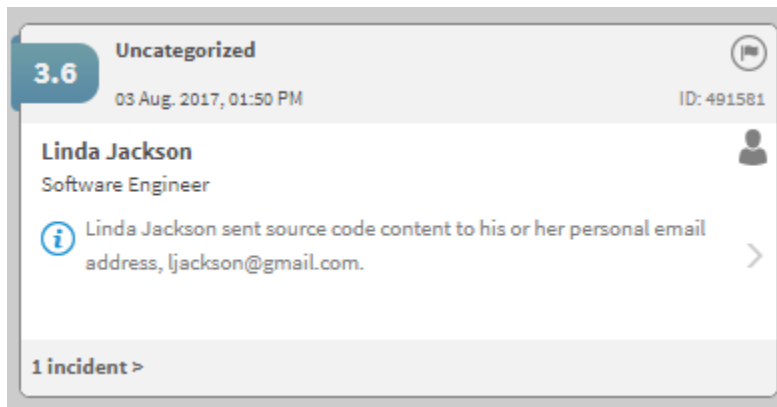 3.6
Uncategorized
03 Aug. 2017, 01:50 PM
ID: 491581
Linda Jackson
Software Engineer
i
Linda Jackson sent source code content to his or her personal email
address, ljackson@gmail.com.
1 incident >